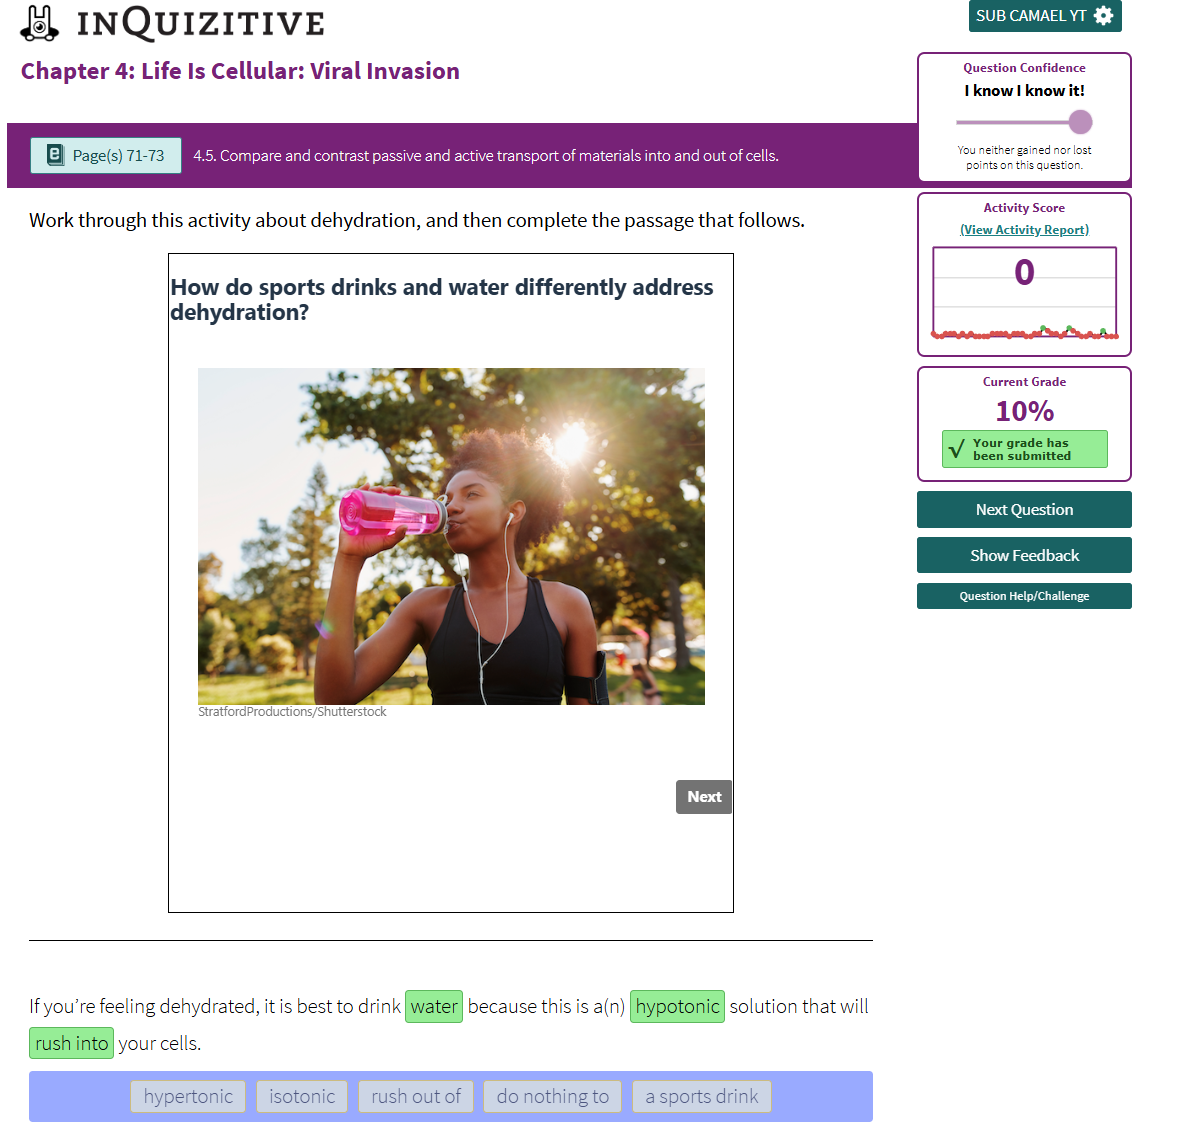 INQUIZITIVE
SUB CAMAEL YT
Chapter 4: Life Is Cellular: Viral Invasion
Question Confidence
I know I know it!
You neither gained nor lost
points on this question.
e Page(s) 71-73
4.5. Compare and contrast passive and active transport of materials into and out of cells.
Activity Score
(View Activity Report)
0
Current Grade
10%
√ Your grade has
been submitted
Next Question
Show Feedback
Question Help/Challenge
Work through this activity about dehydration, and then complete the passage that follows.
How do sports drinks and water differently address
dehydration?
StratfordProductions/Shutterstock
Next
If you’re feeling dehydrated, it is best to drink water because this is a(n) hypotonic solution that will
rush into your cells.
hypertonic isotonic rush out of do nothing to a sports drink